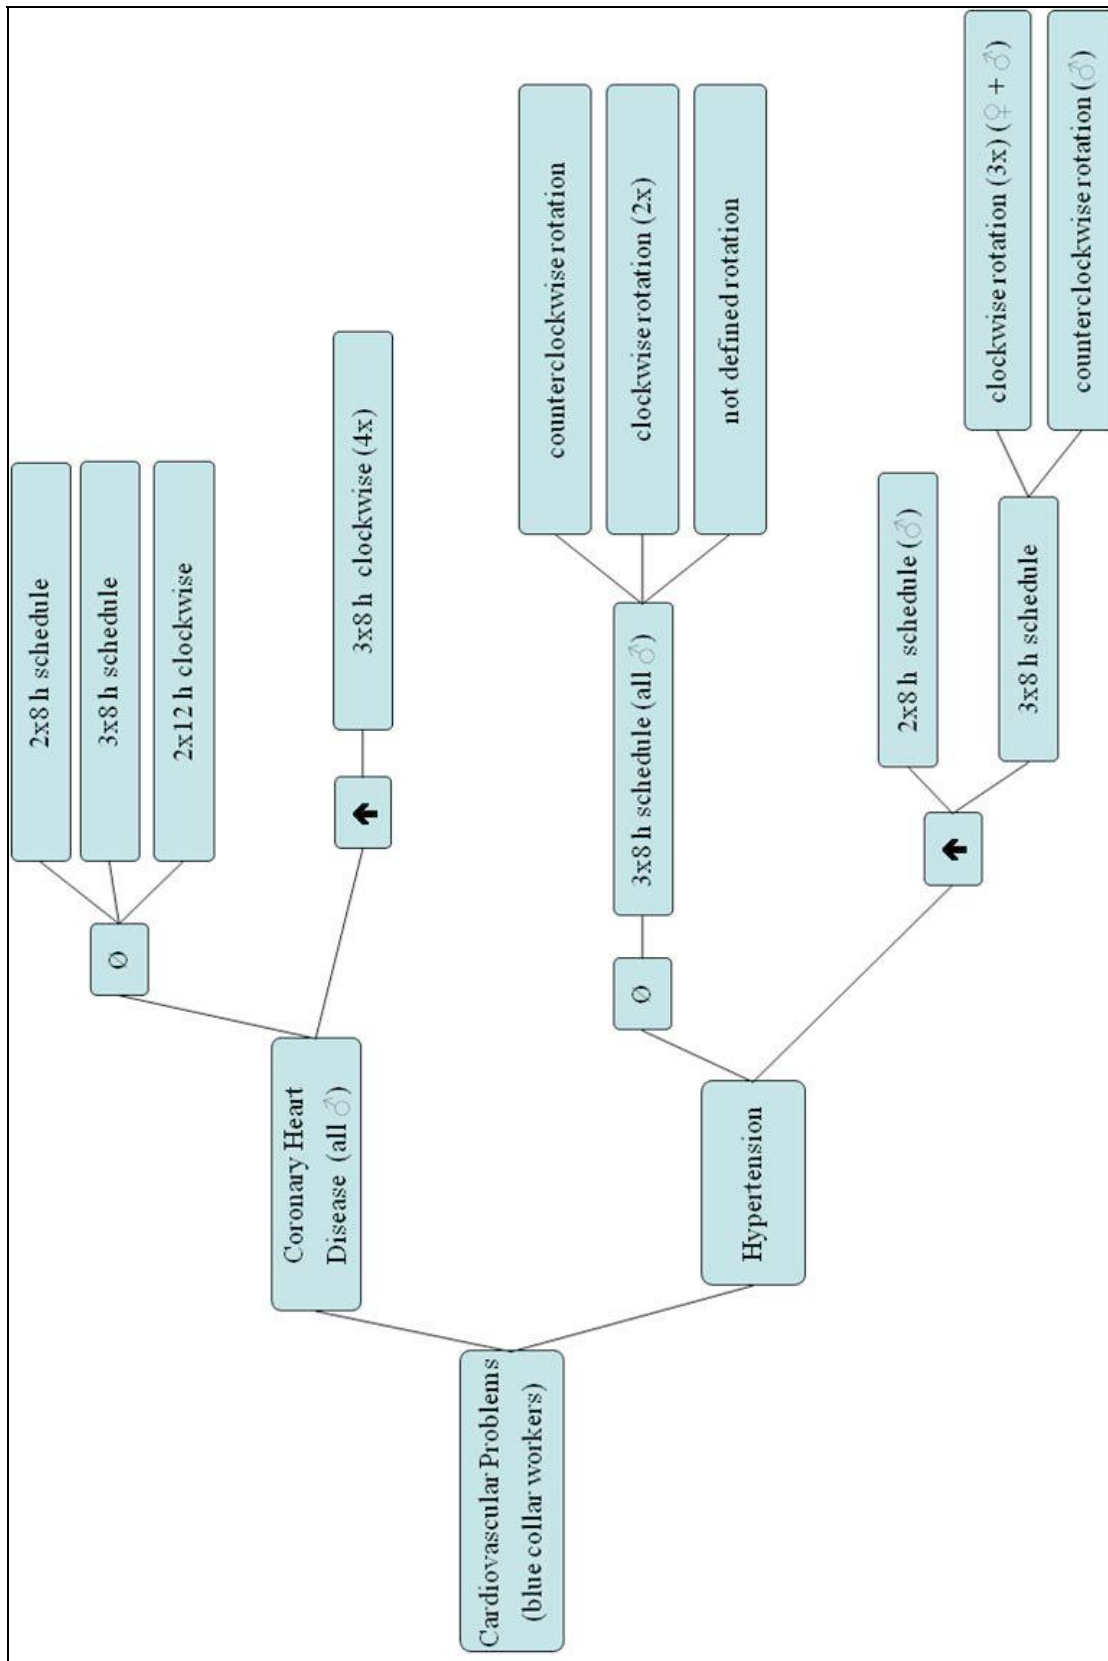 Cardiovascular Problems
(blue collar workers)
Coronary Heart
Disease (all ♂)
Ø
2x8 h schedule
3x8 h schedule
2x12 h clockwise
↑
3x8 h clockwise (4x)
Hypertension
Ø
3x8 h schedule (all ♂)
counterclockwise rotation
clockwise rotation (2x)
not defined rotation
↑
2x8 h schedule (♂)
3x8 h schedule
clockwise rotation (3x) (♀ + ♂)
counterclockwise rotation (♂)